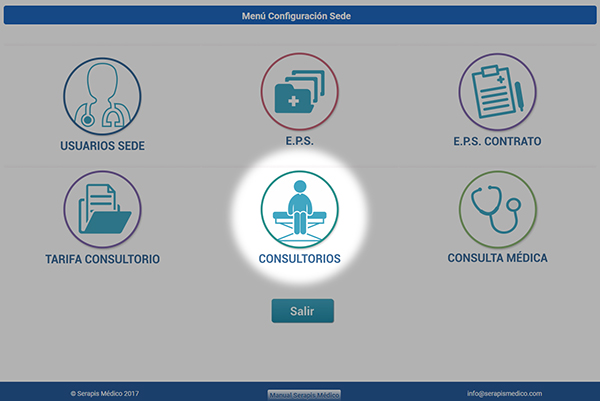 Menú Configuración Sede
USUARIOS SEDE
E.P.S.
E.P.S. CONTRATO
TARIFA CONSULTORIO
CONSULTORIOS
CONSULTA MÉDICA
Salir
© Serapis Médico 2017
Manual Serapis Médico
info@serapismedico.com